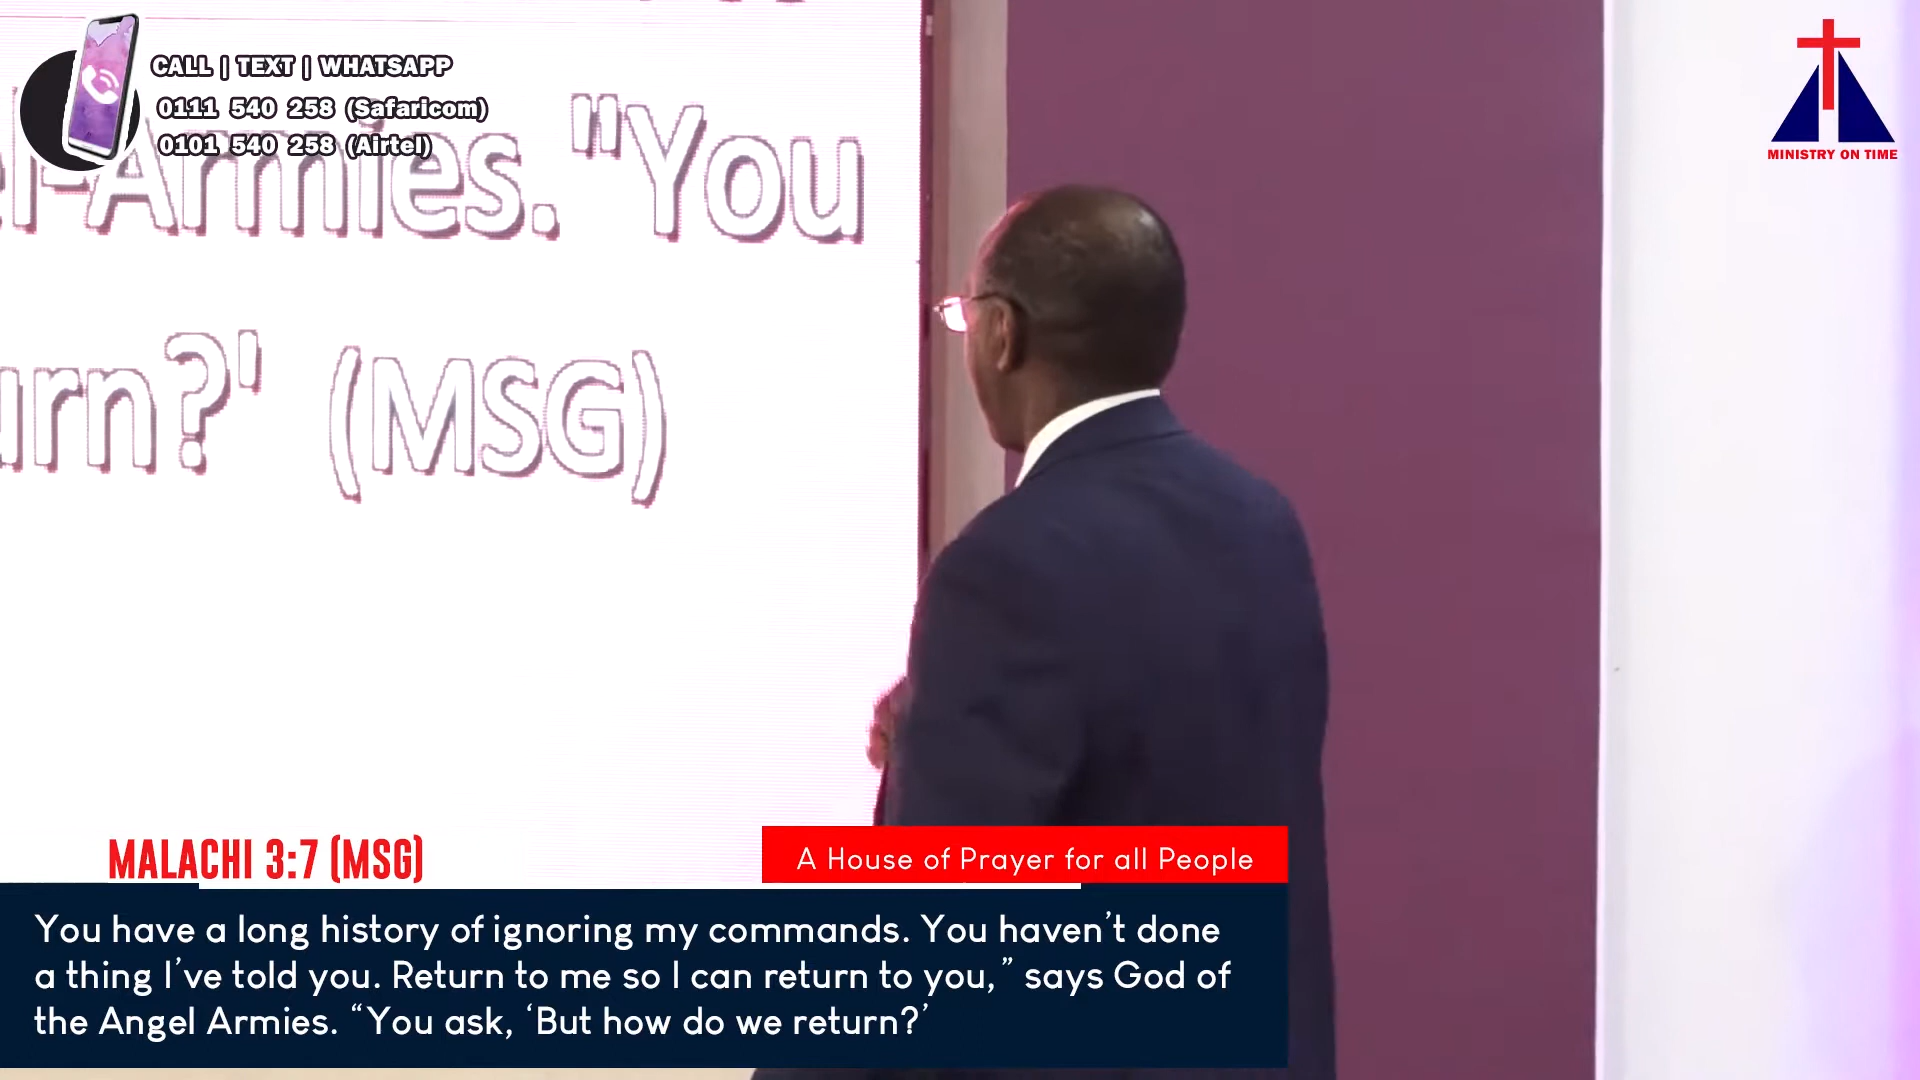 CALL | TEXT | WHATSAPP
0111 540 258 (Safaricom)
0101 540 258 (Airtel)
MINISTRY ON TIME
el-Armies. "You
urn?' (MSG)
MALACHI 3:7 (MSG)
A House of Prayer for all People
You have a long history of ignoring my commands. You haven't done
a thing I've told you. Return to me so I can return to you,” says God of
the Angel Armies. “You ask, ‘But how do we return?’